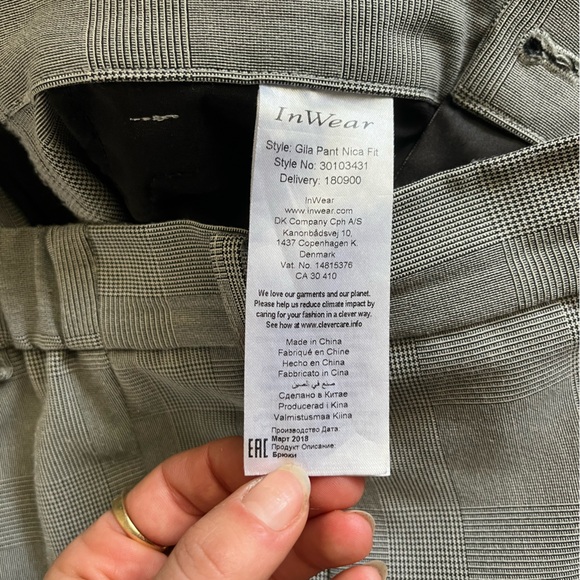 InWear
Style: Gila Pant Nica Fit
Style No: 30103431
Delivery: 180900
InWear
www.inwear.com
DK Company Cph A/S
Kanonbådsvej 10,
1437 Copenhagen K.
Denmark
Vat. No. 14815376
CA 30 410
We love our garments and our planet.
Please help us reduce climate impact by
caring for your fashion in a clever way.
See how at www.clevercare.info
Made in China
Fabriqué en Chine
Hecho en China
Fabbricato in Cina
صنع في الصين
Сделано в Китае
Producerad i Kina
Valmistusmaa Kiina
Производство Дата:
Март 2018
EAC Продукт Описание:
Брюки